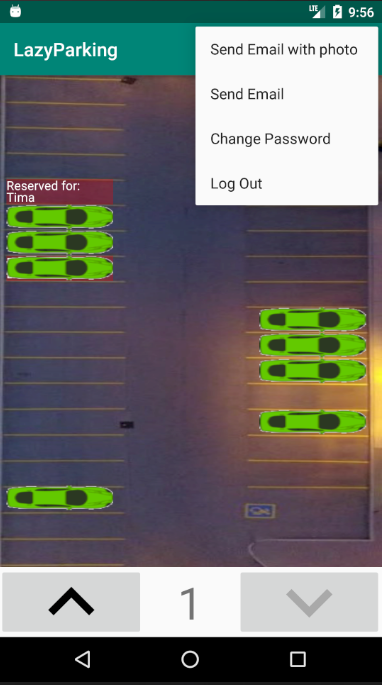 LTE 9:56
LazyParking
Send Email with photo
Send Email
Change Password
Log Out
Reserved for:
Tima
1